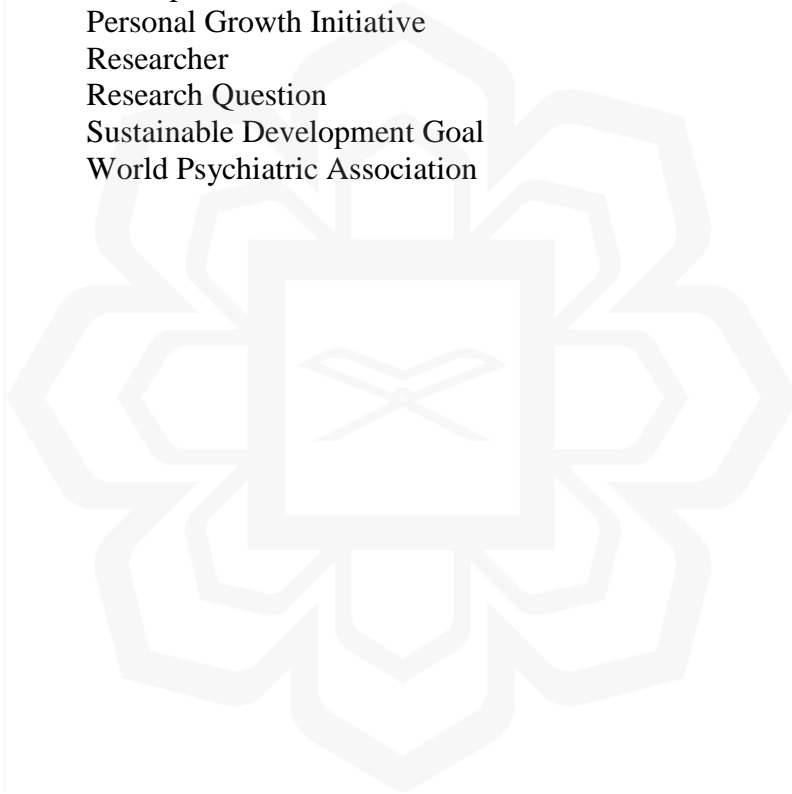 Personal Growth Initiative
Researcher
Research Question
Sustainable Development Goal
World Psychiatric Association